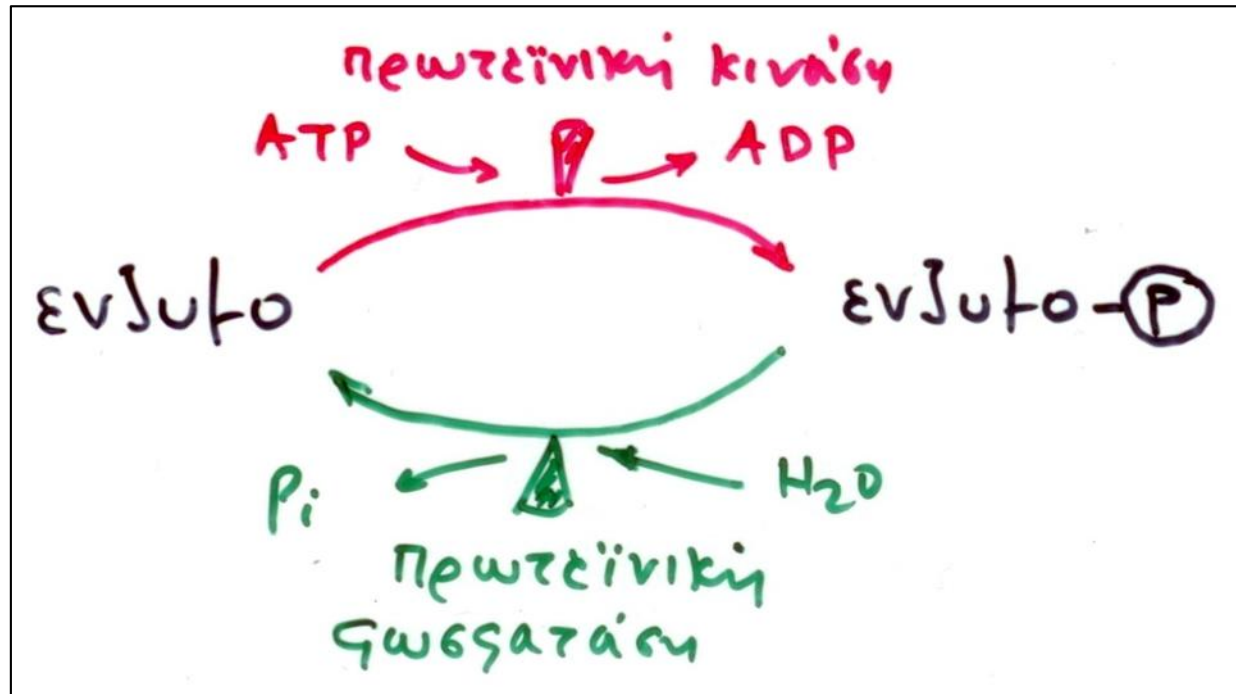 πρωτεϊνική κινάση
ATP ADP
ενζυμο ενζυμο-P
Pi H2O
πρωτεϊνική
φωσφατάση